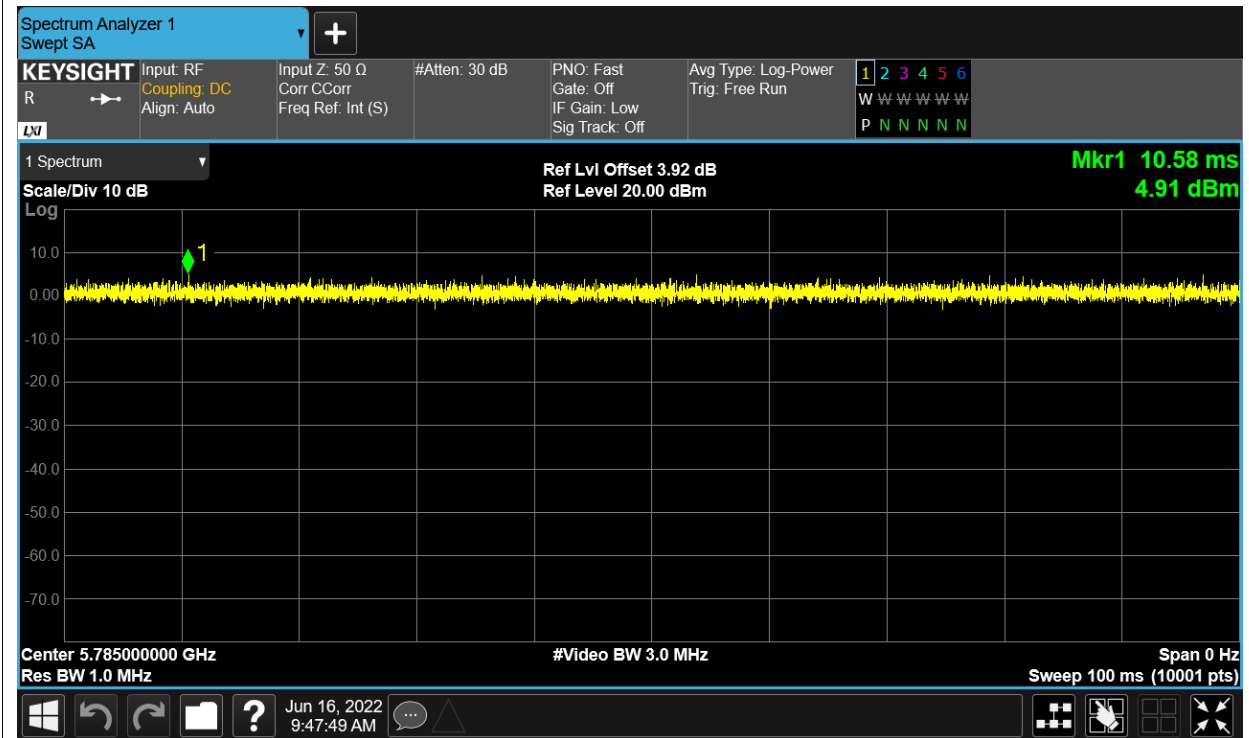 Spectrum Analyzer 1
Swept SA
KEYSIGHT
R
LXI
Input: RF
Coupling: DC
Align: Auto
Input Z: 50 Ω
Corr CCorr
Freq Ref: Int (S)
#Atten: 30 dB
PNO: Fast
Gate: Off
IF Gain: Low
Sig Track: Off
Avg Type: Log-Power
Trig: Free Run
1 2 3 4 5 6
W W W W W W
P N N N N N
1 Spectrum
Scale/Div 10 dB
Ref Lvl Offset 3.92 dB
Ref Level 20.00 dBm
Mkr1 10.58 ms
4.91 dBm
Log
1
10.0
0.00
-10.0
-20.0
-30.0
-40.0
-50.0
-60.0
-70.0
Center 5.785000000 GHz
#Video BW 3.0 MHz
Span 0 Hz
Res BW 1.0 MHz
Sweep 100 ms (10001 pts)
?
Jun 16, 2022
9:47:49 AM